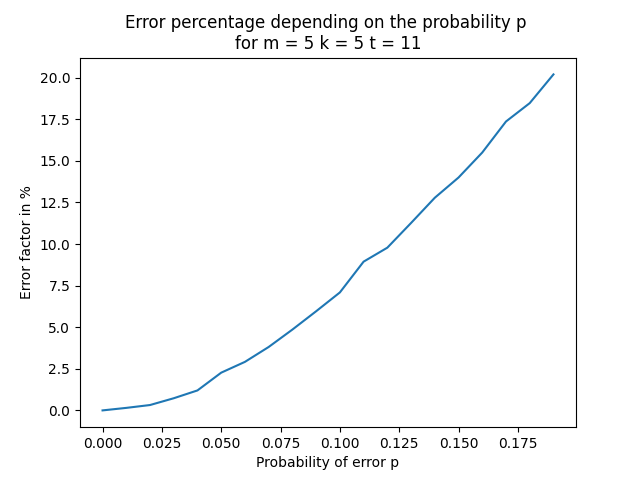 Error percentage depending on the probability p
for m = 5 k = 5 t = 11
20.0
17.5
15.0
12.5
10.0
7.5
5.0
2.5
0.0
Error factor in %
0.000 0.025 0.050 0.075 0.100 0.125 0.150 0.175
Probability of error p